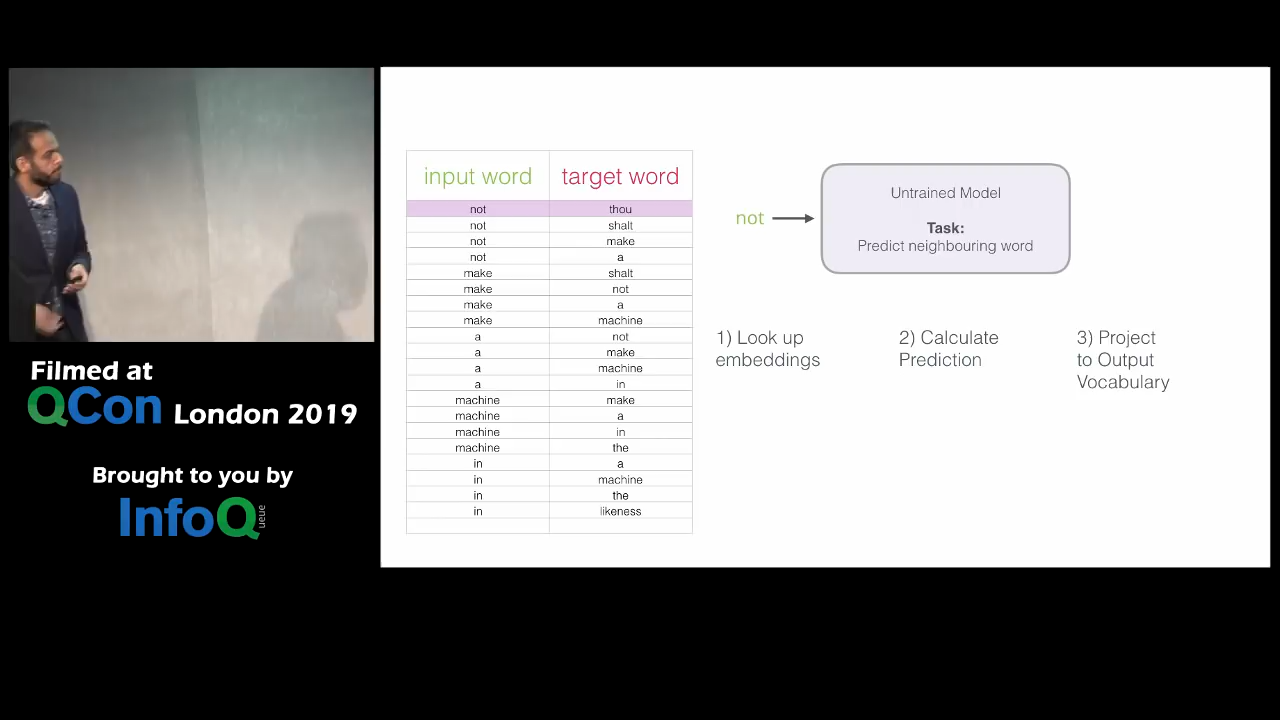 Filmed at
QCon London 2019
Brought to you by
InfoQ
ueue
input word target word
not thou
not shalt
not make
not a
make shalt
make not
make a
make machine
a not
a make
a machine
a in
machine make
machine a
machine in
machine the
in a
in machine
in the
in likeness
not
Untrained Model
Task:
Predict neighbouring word
1) Look up
embeddings
2) Calculate
Prediction
3) Project
to Output
Vocabulary